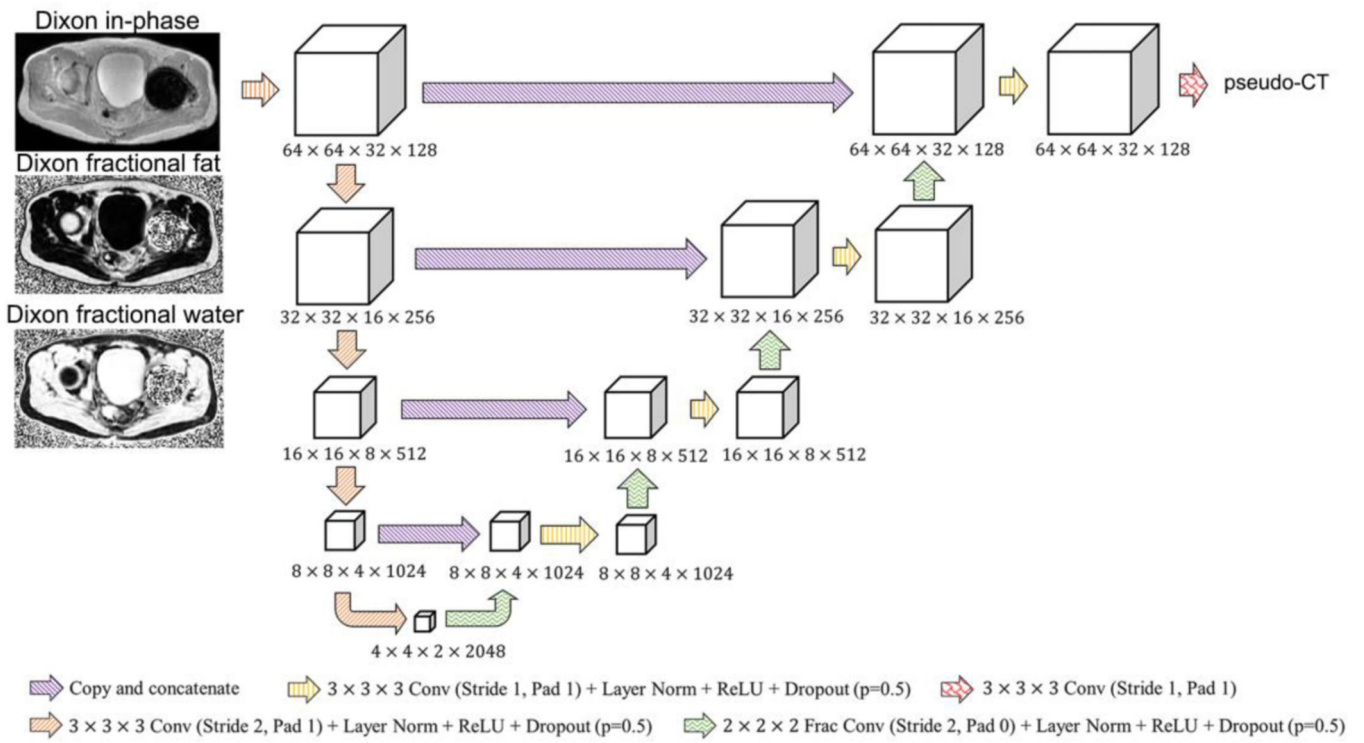 Dixon in-phase
Dixon fractional fat
Dixon fractional water
64 × 64 × 32 × 128
64 × 64 × 32 × 128
64 × 64 × 32 × 128
pseudo-CT
32 × 32 × 16 × 256
32 × 32 × 16 × 256
32 × 32 × 16 × 256
16 × 16 × 8 × 512
16 × 16 × 8 × 512
16 × 16 × 8 × 512
8 × 8 × 4 × 1024
8 × 8 × 4 × 1024
8 × 8 × 4 × 1024
4 × 4 × 2 × 2048
Copy and concatenate
3 × 3 × 3 Conv (Stride 1, Pad 1) + Layer Norm + ReLU + Dropout (p=0.5)
3 × 3 × 3 Conv (Stride 1, Pad 1)
3 × 3 × 3 Conv (Stride 2, Pad 1) + Layer Norm + ReLU + Dropout (p=0.5)
2 × 2 × 2 Frac Conv (Stride 2, Pad 0) + Layer Norm + ReLU + Dropout (p=0.5)